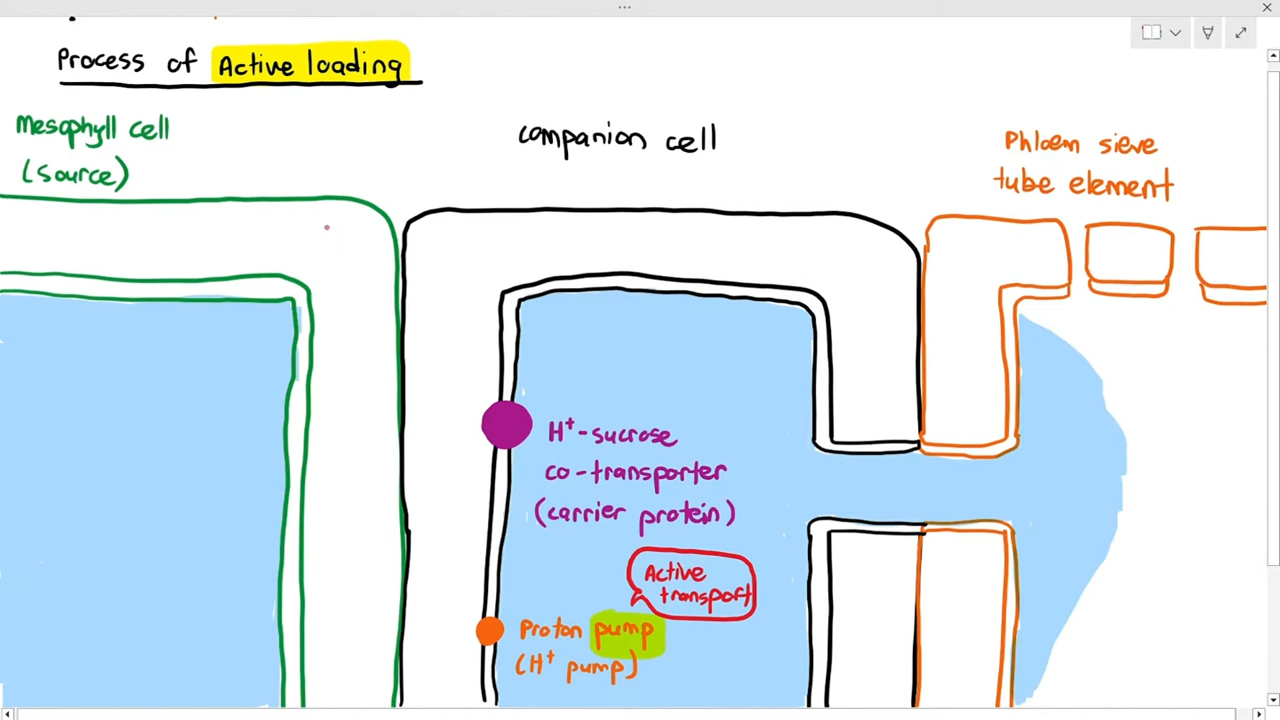 Process of Active loading
Mesophyll cell
(source)
companion cell
Phloem sieve
tube element
H⁺-sucrose
co-transporter
(carrier protein)
Active
transport
Proton pump
(H⁺ pump)